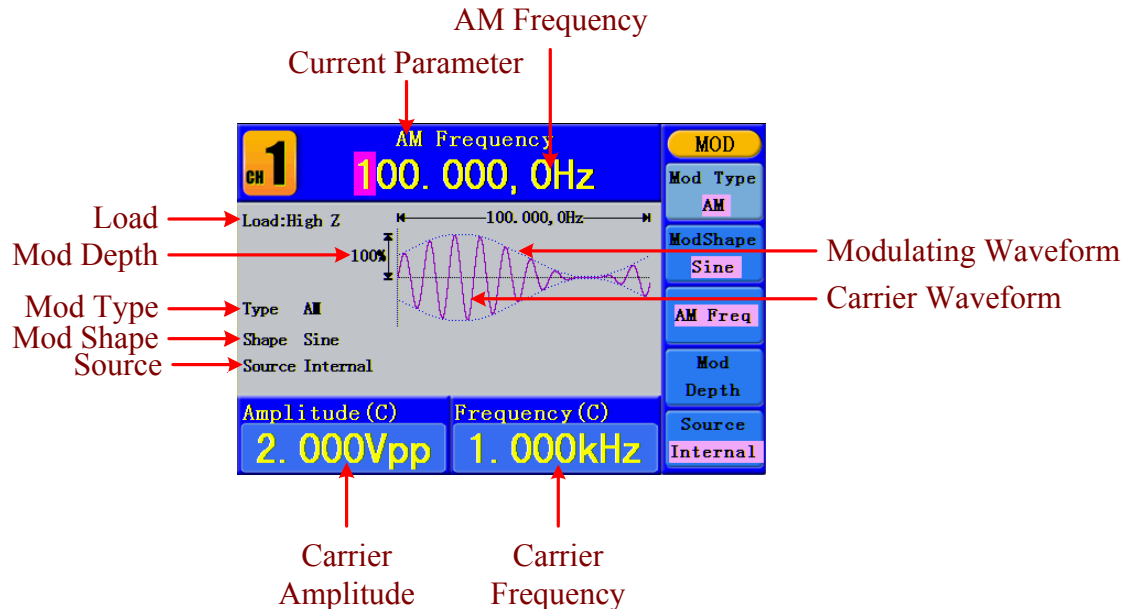 AM Frequency
Current Parameter
AM Frequency
CH 1
100.000,0Hz
MOD
Mod Type
AM
Load
Load:High Z
100.000,0Hz
Mod Depth
100%
ModShape
Sine
Modulating Waveform
Carrier Waveform
Mod Type
Type AM
AM Freq
Mod Shape
Shape Sine
Source
Source Internal
Mod
Depth
Amplitude(C)
Frequency(C)
2.000Vpp
1.000kHz
Source
Internal
Carrier
Amplitude
Carrier
Frequency